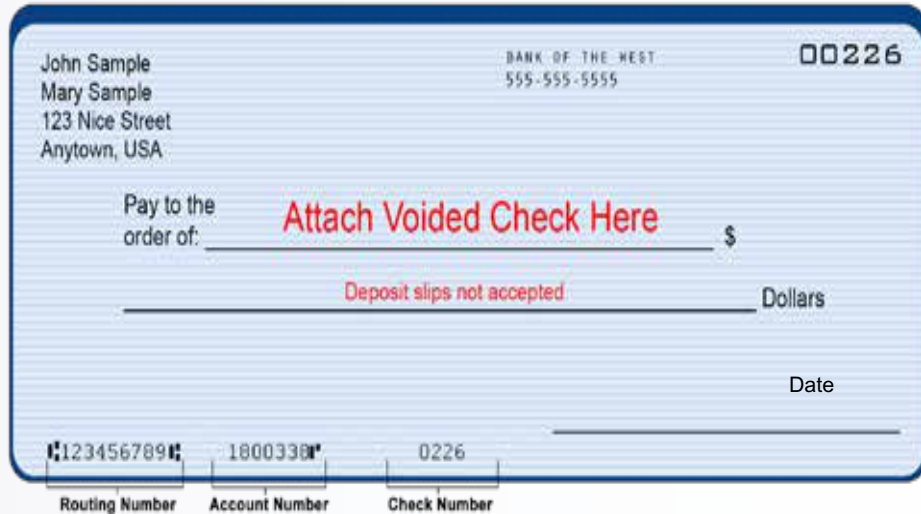 John Sample
Mary Sample
123 Nice Street
Anytown, USA
BANK OF THE WEST
555-555-5555
00226
Pay to the
order of:
Attach Voided Check Here
$
Deposit slips not accepted
Dollars
Date
⑆123456789⑆ 1800338⑈ 0226
Routing Number Account Number Check Number